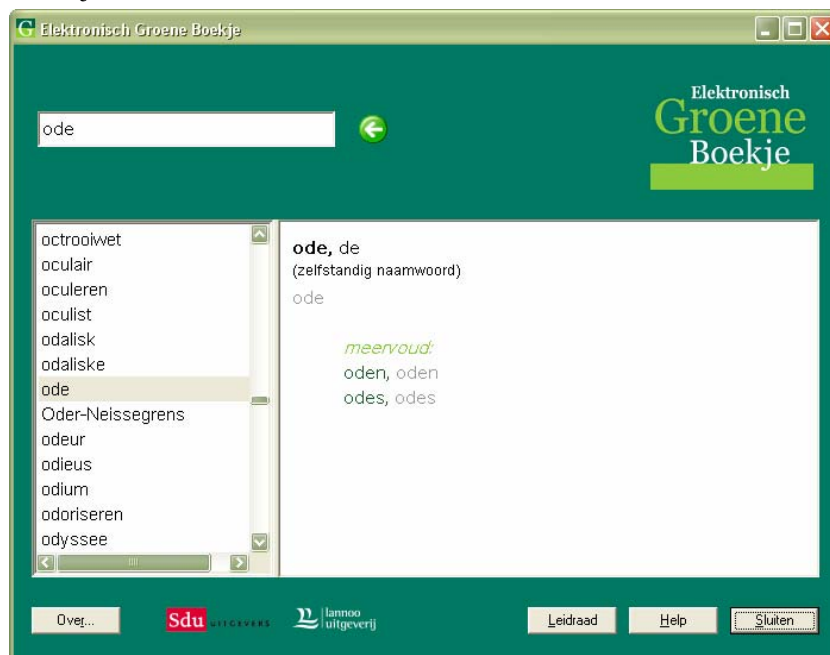 Elektronisch Groene Boekje
Elektronisch
Groene
Boekje
ode
octrooiwet
oculair
oculeren
oculist
odalisk
odaliske
ode
Oder-Neissegrens
odeur
odieus
odium
odoriseren
odyssee
ode, de
(zelfstandig naamwoord)
ode
meervoud:
oden, oden
odes, odes
Over...
Sdu UITGEVERS
lannoo
uitgeverij
Leidraad
Help
Sluiten